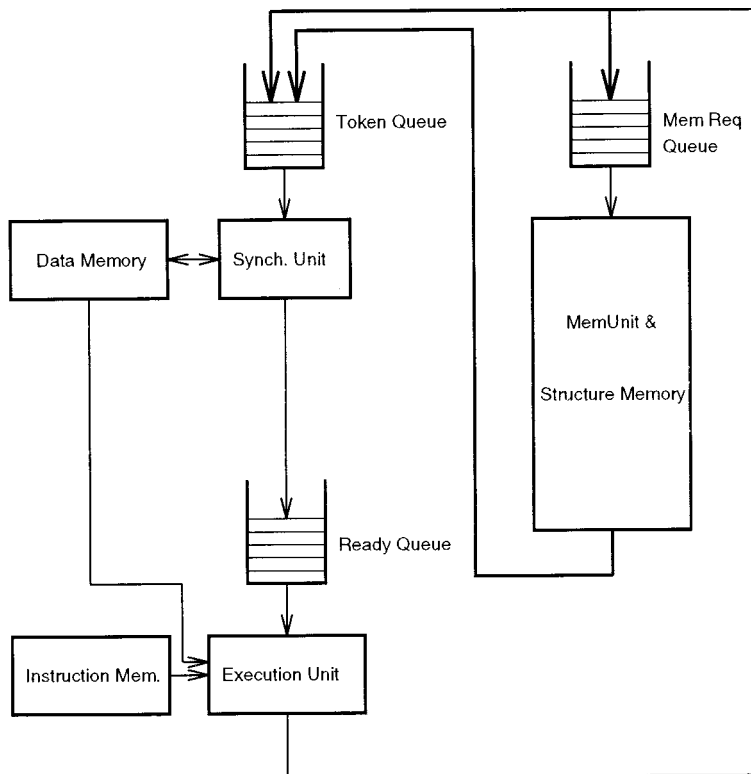 Token Queue
Mem Req
Queue
Data Memory
Synch. Unit
MemUnit &
Structure Memory
Ready Queue
Instruction Mem.
Execution Unit